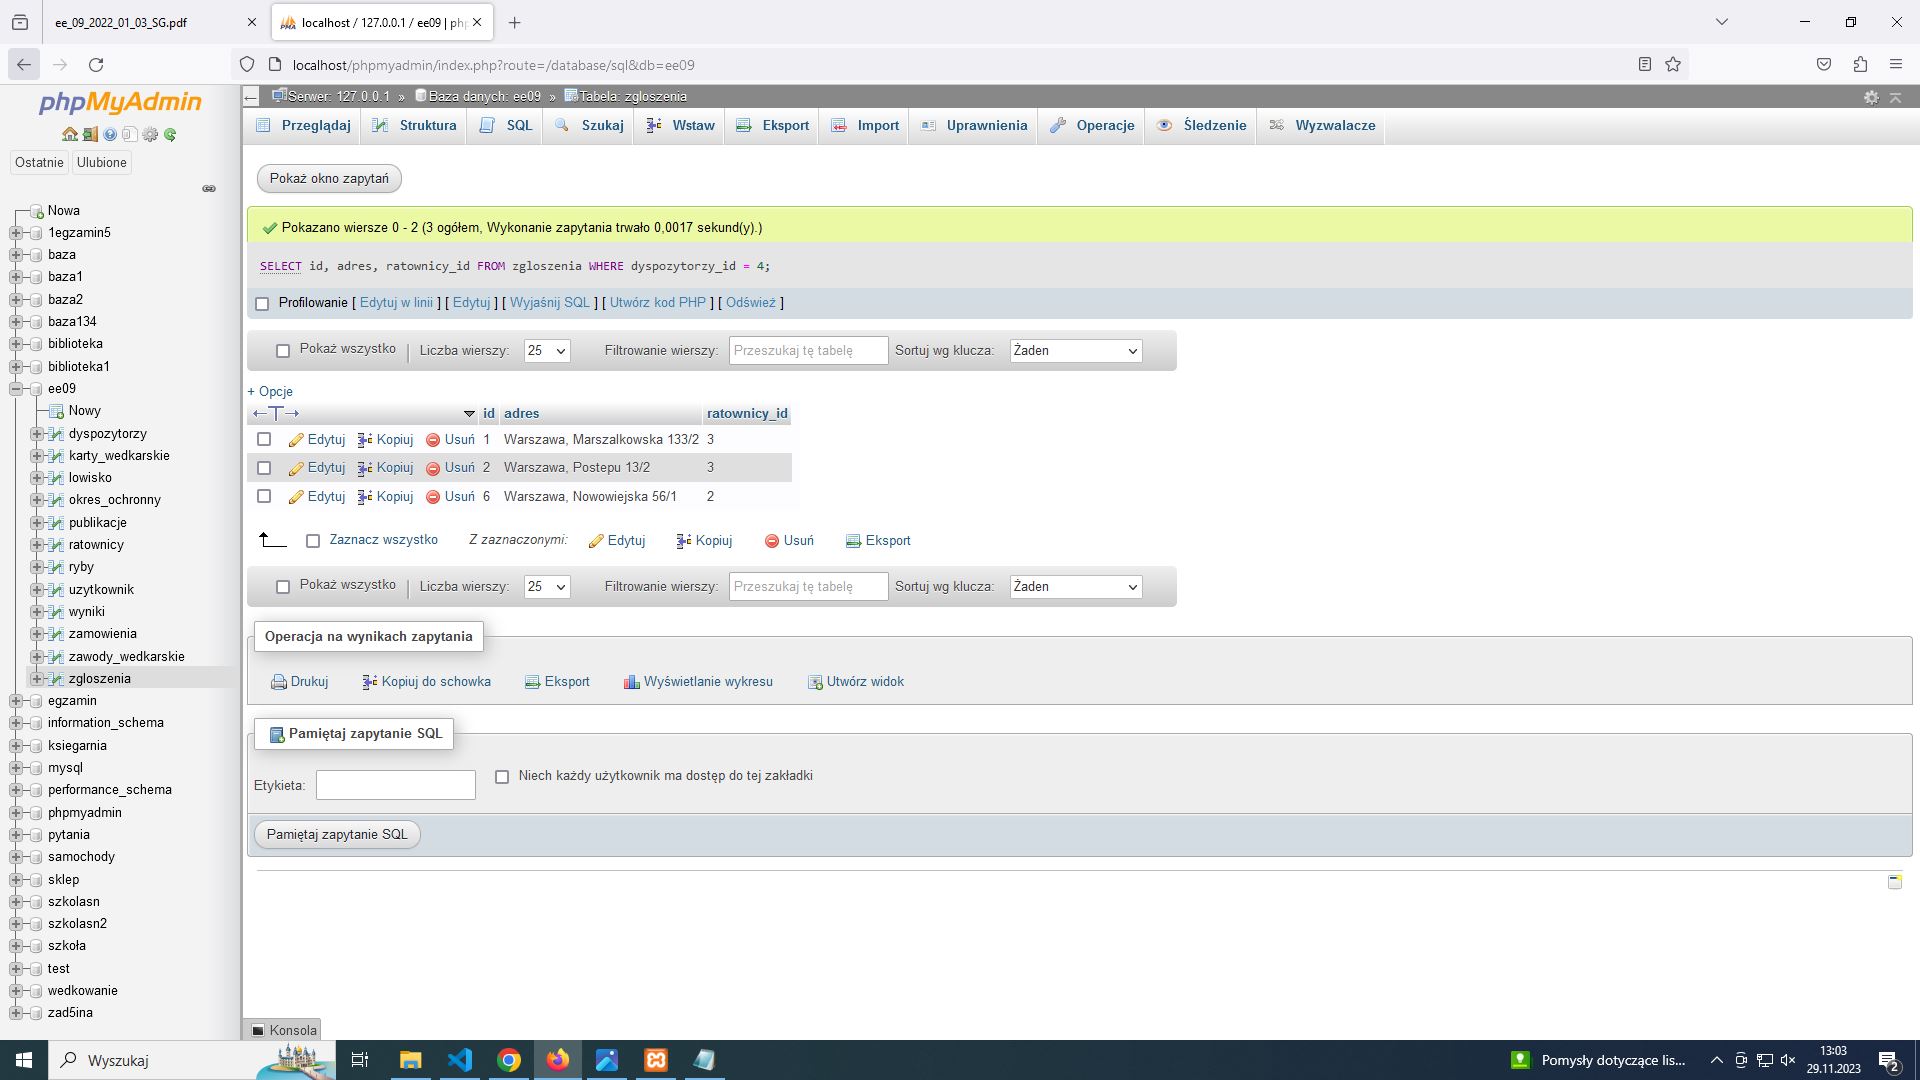 ee_09_2022_01_03_SG.pdf
localhost / 127.0.0.1 / ee09 | php
localhost/phpmyadmin/index.php?route=/database/sql&db=ee09
phpMyAdmin
Ostatnie Ulubione
Nowa
1egzamin5
baza
baza1
baza2
baza134
biblioteka
biblioteka1
ee09
Nowy
dyspozytorzy
karty_wedkarskie
lowisko
okres_ochronny
publikacje
ratownicy
ryby
uzytkownik
wyniki
zamowienia
zawody_wedkarskie
zgloszenia
egzamin
information_schema
ksiegarnia
mysql
performance_schema
phpmyadmin
pytania
samochody
sklep
szkolasn
szkolasn2
szkoła
test
wedkowanie
zad5ina
Serwer: 127.0.0.1 » Baza danych: ee09 » Tabela: zgloszenia
Przeglądaj Struktura SQL Szukaj Wstaw Eksport Import Uprawnienia Operacje Śledzenie Wyzwalacze
Pokaż okno zapytań
Pokazano wiersze 0 - 2 (3 ogółem, Wykonanie zapytania trwało 0,0017 sekund(y).)
SELECT id, adres, ratownicy_id FROM zgloszenia WHERE dyspozytorzy_id = 4;
Profilowanie [ Edytuj w linii ] [ Edytuj ] [ Wyjaśnij SQL ] [ Utwórz kod PHP ] [ Odśwież ]
Pokaż wszystko | Liczba wierszy: 25 Filtrowanie wierszy: Przeszukaj tę tabelę Sortuj wg klucza: Żaden
+ Opcje
←T→ id adres ratownicy_id
Edytuj Kopiuj Usuń 1 Warszawa, Marszalkowska 133/2 3
Edytuj Kopiuj Usuń 2 Warszawa, Postepu 13/2 3
Edytuj Kopiuj Usuń 6 Warszawa, Nowowiejska 56/1 2
Zaznacz wszystko Z zaznaczonymi: Edytuj Kopiuj Usuń Eksport
Pokaż wszystko | Liczba wierszy: 25 Filtrowanie wierszy: Przeszukaj tę tabelę Sortuj wg klucza: Żaden
Operacja na wynikach zapytania
Drukuj Kopiuj do schowka Eksport Wyświetlanie wykresu Utwórz widok
Pamiętaj zapytanie SQL
Etykieta: Niech każdy użytkownik ma dostęp do tej zakładki
Pamiętaj zapytanie SQL
Konsola
Wyszukaj
Pomysły dotyczące lis...
13:03
29.11.2023
2